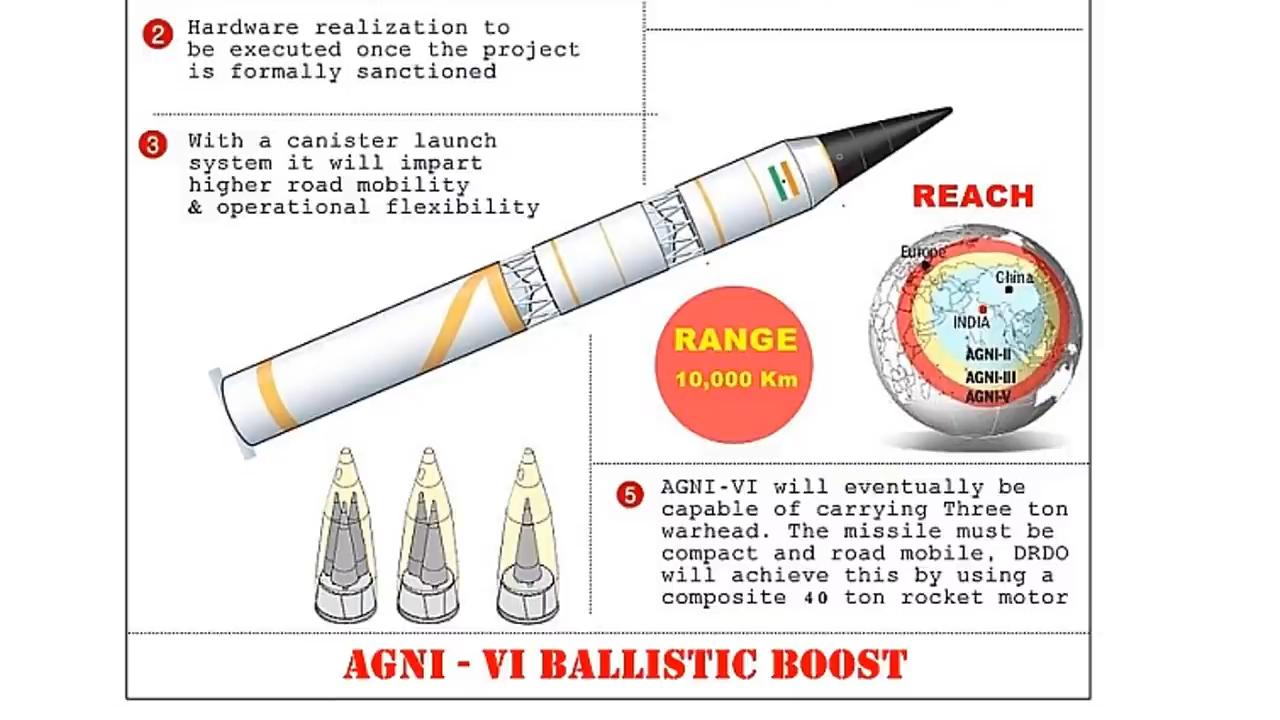 2 Hardware realization to
be executed once the project
is formally sanctioned
3 With a canister launch
system it will impart
higher road mobility
& operational flexibility
REACH
Europe
China
INDIA
AGNI-II
AGNI-III
AGNI-V
RANGE
10,000 Km
5 AGNI-VI will eventually be
capable of carrying Three ton
warhead. The missile must be
compact and road mobile, DRDO
will achieve this by using a
composite 40 ton rocket motor
AGNI - VI BALLISTIC BOOST